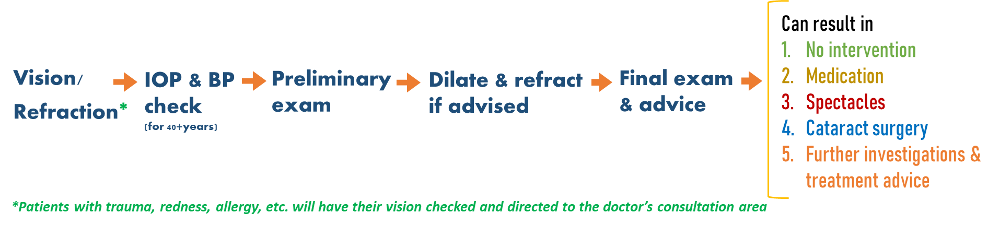 Vision/
Refraction*
IOP & BP
check
(for 40+years)
Preliminary
exam
Dilate & refract
if advised
Final exam
& advice
Can result in
1. No intervention
2. Medication
3. Spectacles
4. Cataract surgery
5. Further investigations &
treatment advice
*Patients with trauma, redness, allergy, etc. will have their vision checked and directed to the doctor’s consultation area